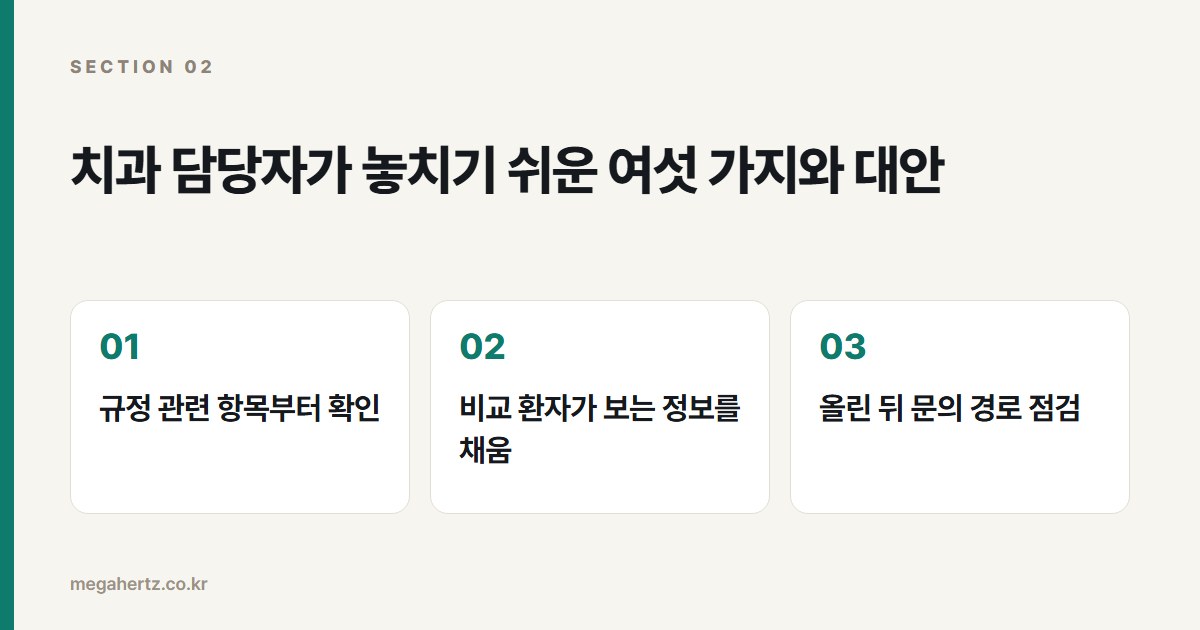 SECTION 02
치과 담당자가 놓치기 쉬운 여섯 가지와 대안
01
규정 관련 항목부터 확인
02
비교 환자가 보는 정보를
채움
03
올린 뒤 문의 경로 점검
megahertz.co.kr